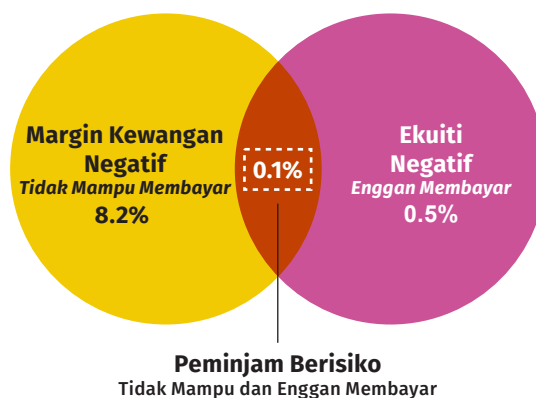 Margin Kewangan
Negatif
Tidak Mampu Membayar
8.2%
0.1%
Ekuiti
Negatif
Enggan Membayar
0.5%
Peminjam Berisiko
Tidak Mampu dan Enggan Membayar